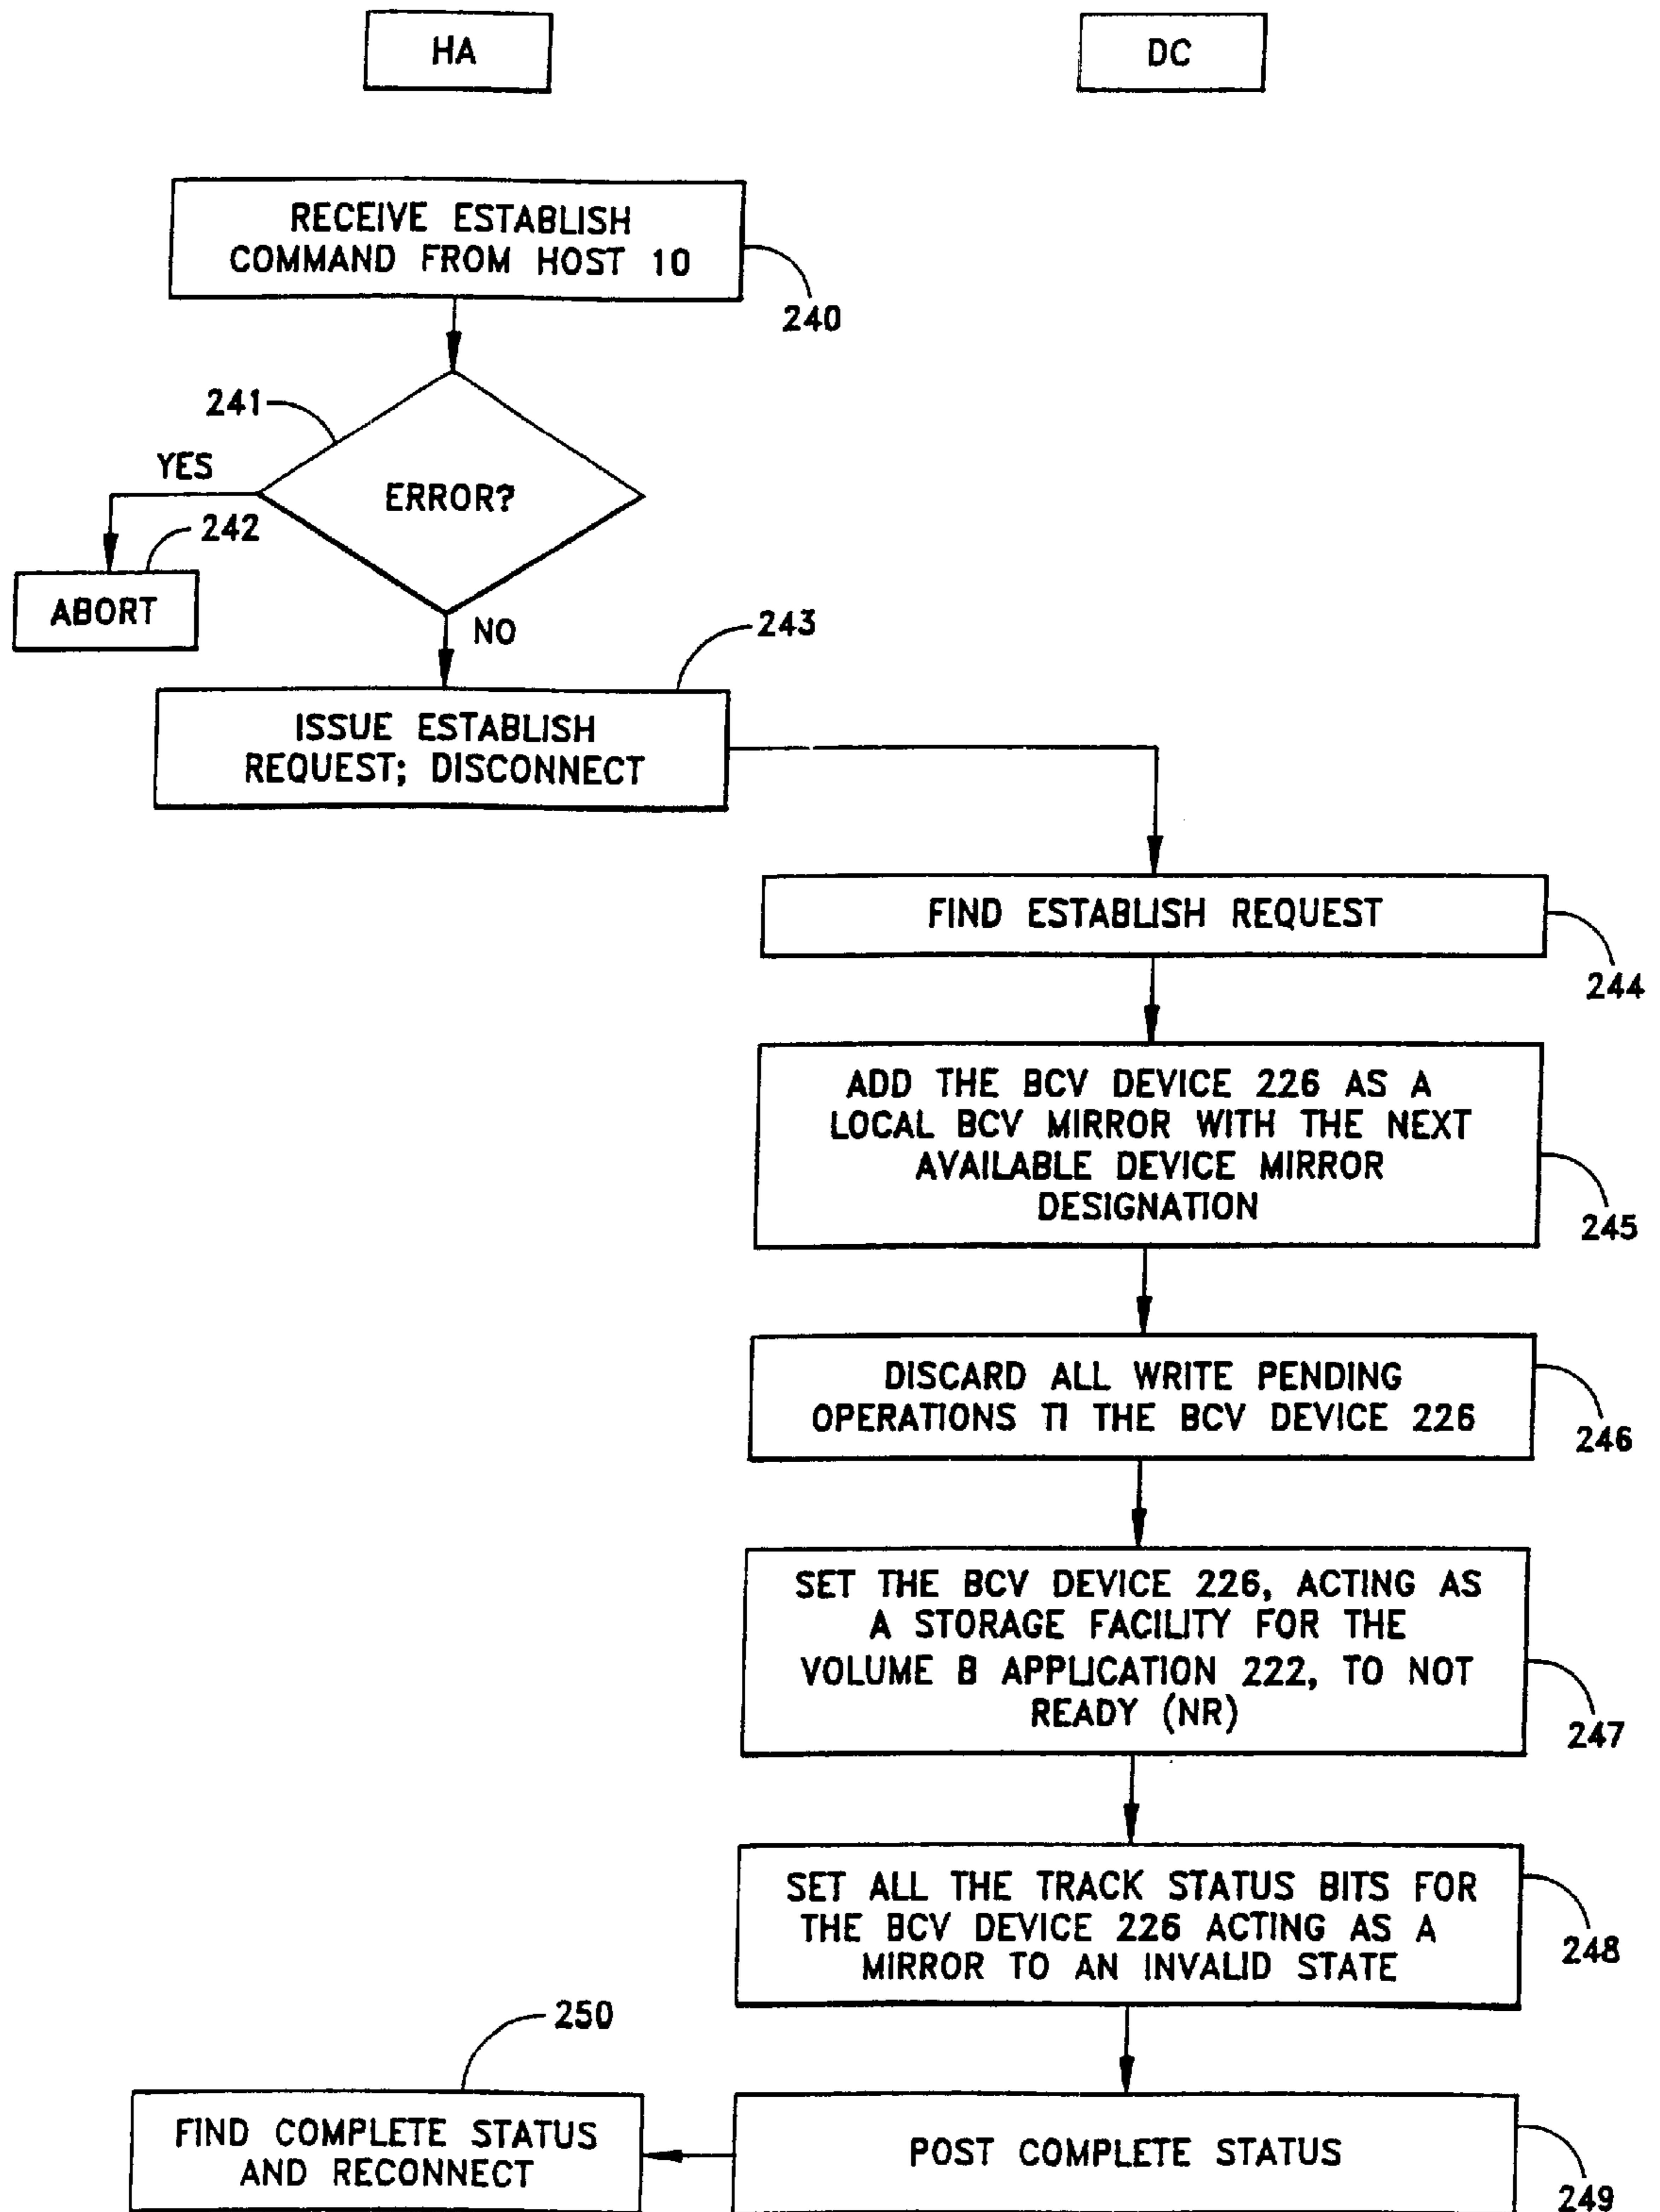 HA
DC
RECEIVE ESTABLISH
COMMAND FROM HOST 10
240
241
YES
ERROR?
242
ABORT
NO
243
ISSUE ESTABLISH
REQUEST; DISCONNECT
FIND ESTABLISH REQUEST
244
ADD THE BCV DEVICE 226 AS A
LOCAL BCV MIRROR WITH THE NEXT
AVAILABLE DEVICE MIRROR
DESIGNATION
245
DISCARD ALL WRITE PENDING
OPERATIONS TI THE BCV DEVICE 226
246
SET THE BCV DEVICE 226, ACTING AS
A STORAGE FACILITY FOR THE
VOLUME B APPLICATION 222, TO NOT
READY (NR)
247
SET ALL THE TRACK STATUS BITS FOR
THE BCV DEVICE 226 ACTING AS A
MIRROR TO AN INVALID STATE
248
250
FIND COMPLETE STATUS
AND RECONNECT
POST COMPLETE STATUS
249